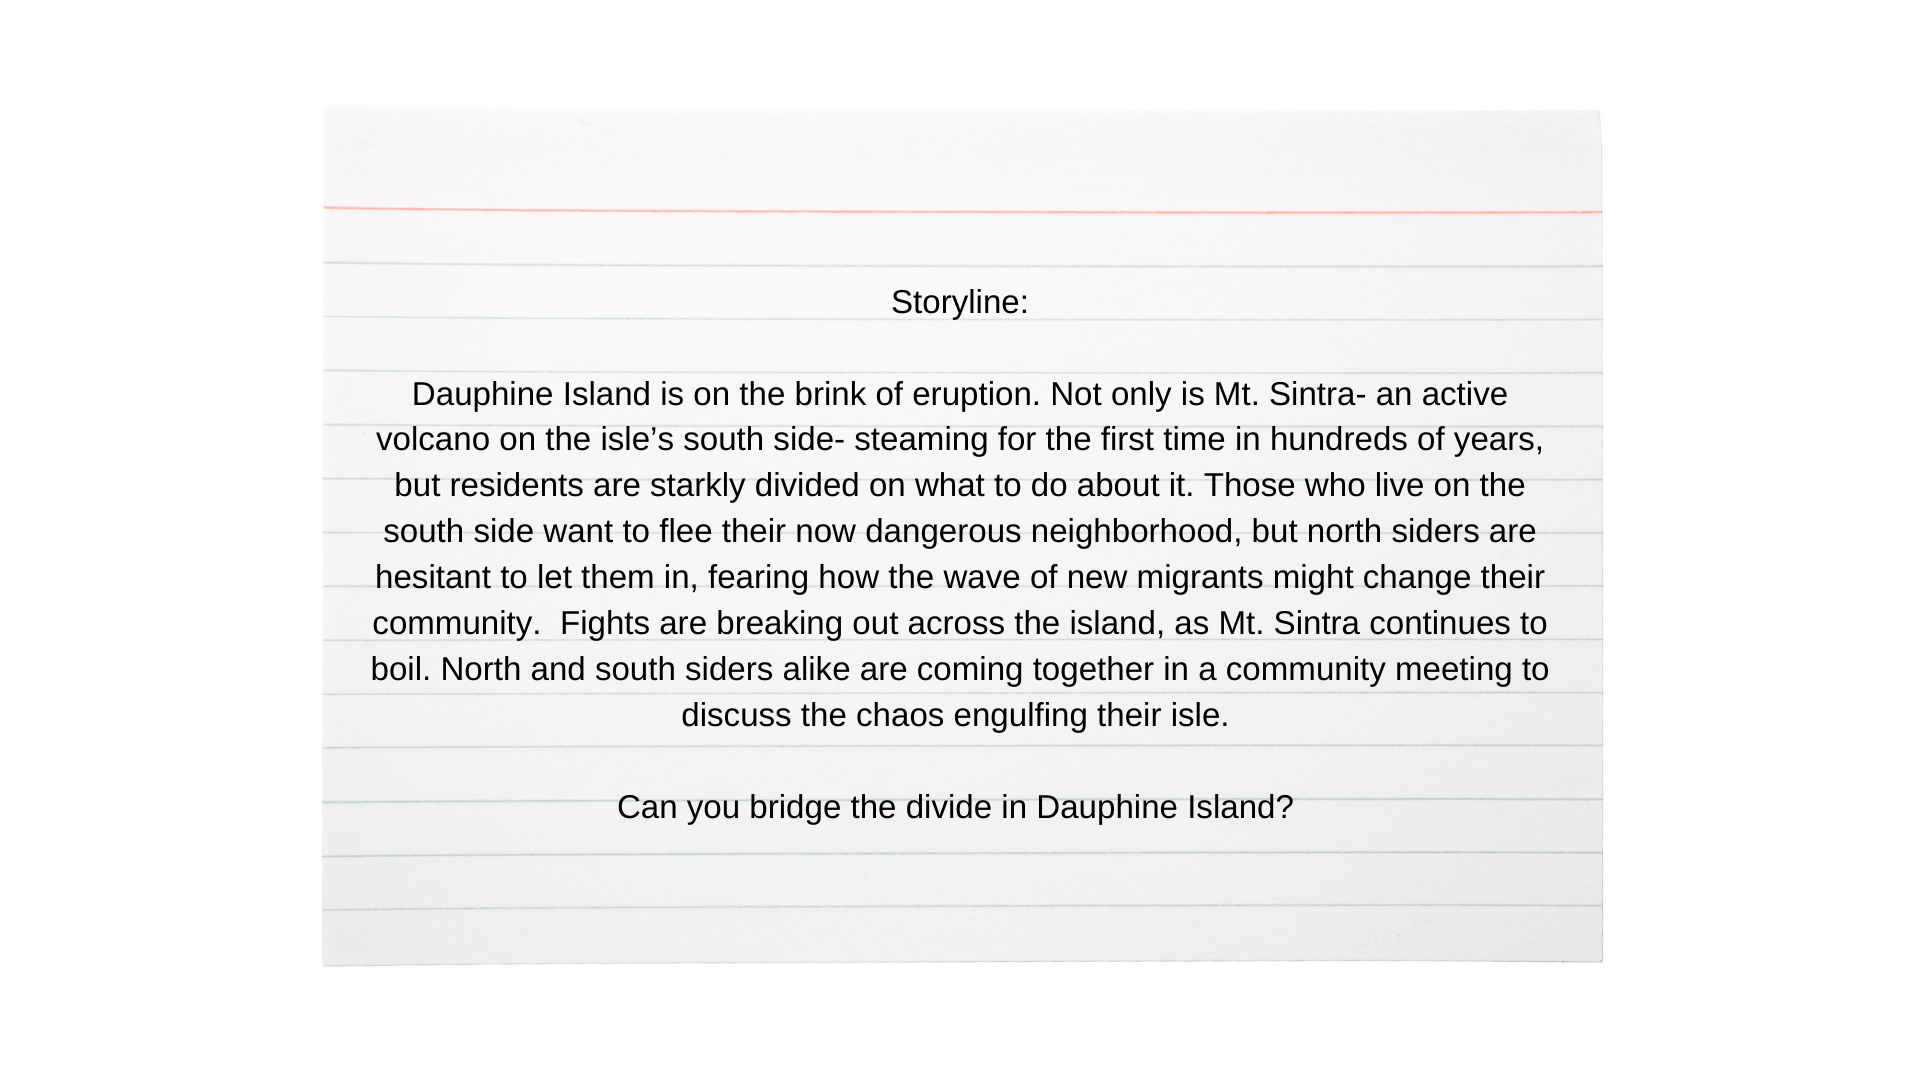 Storyline:
Dauphine Island is on the brink of eruption. Not only is Mt. Sintra- an active
volcano on the isle’s south side- steaming for the first time in hundreds of years,
but residents are starkly divided on what to do about it. Those who live on the
south side want to flee their now dangerous neighborhood, but north siders are
hesitant to let them in, fearing how the wave of new migrants might change their
community.  Fights are breaking out across the island, as Mt. Sintra continues to
boil. North and south siders alike are coming together in a community meeting to
discuss the chaos engulfing their isle.
Can you bridge the divide in Dauphine Island?